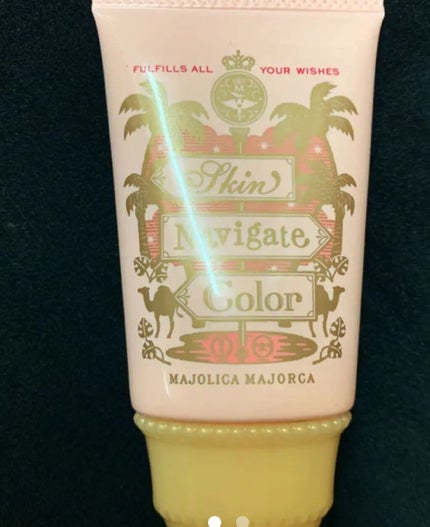 FULFILLS ALL YOUR WISHES
Skin
Navigate
Color
MAJOLICA MAJORCA